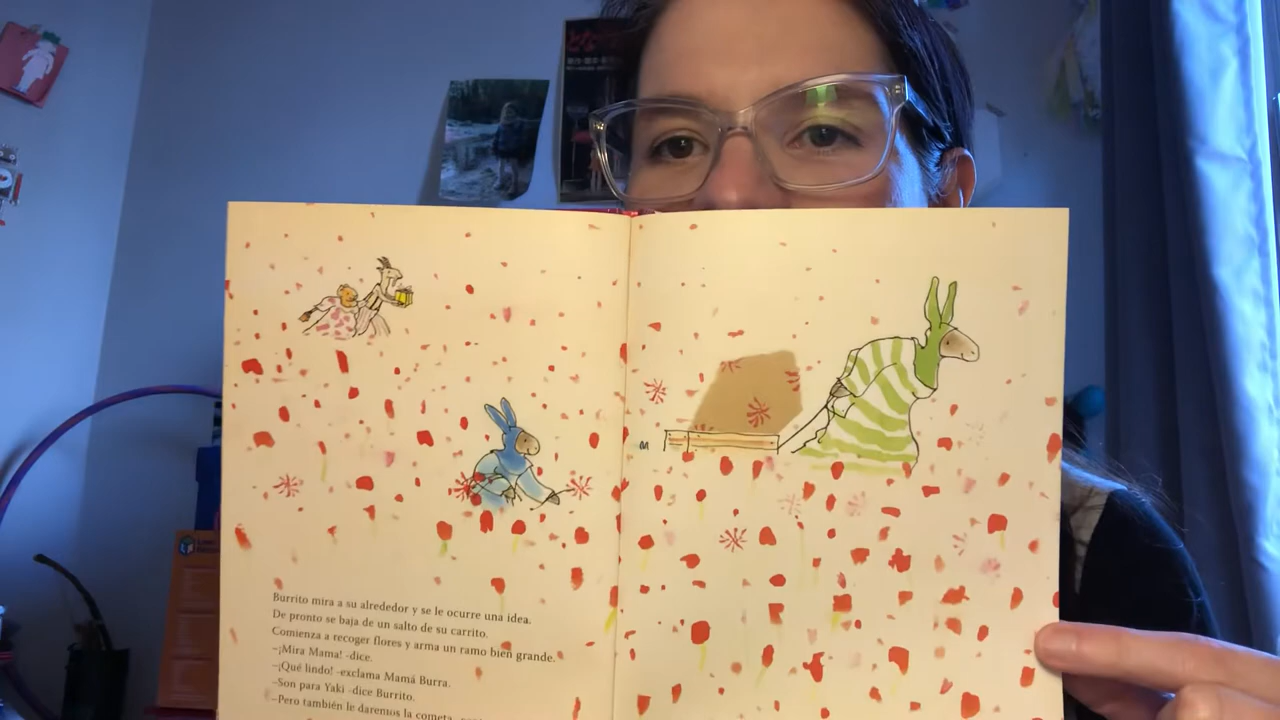 Burrito mira a su alrededor y se le ocurre una idea.
De pronto se baja de un salto de su carrito.
Comienza a recoger flores y arma un ramo bien grande.
-¡Mira Mama! -dice.
-¡Qué lindo! -exclama Mamá Burra.
-Son para Yaki -dice Burrito.
-Pero también le daremos la cometa